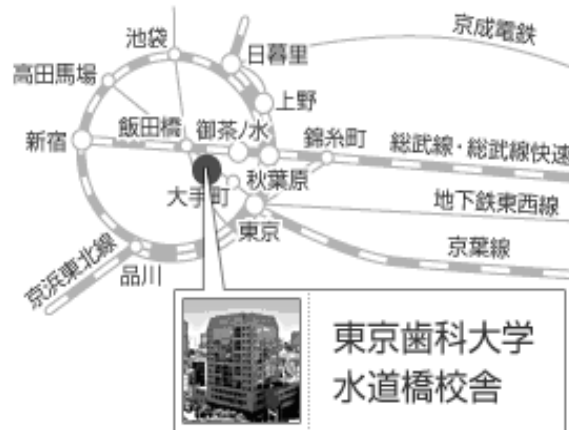 京成電鉄
池袋
日暮里
高田馬場
上野
飯田橋
御茶ノ水
錦糸町
新宿
総武線・総武線快速
秋葉原
大手町
地下鉄東西線
東京
京葉線
京浜東北線
品川
東京歯科大学
水道橋校舎